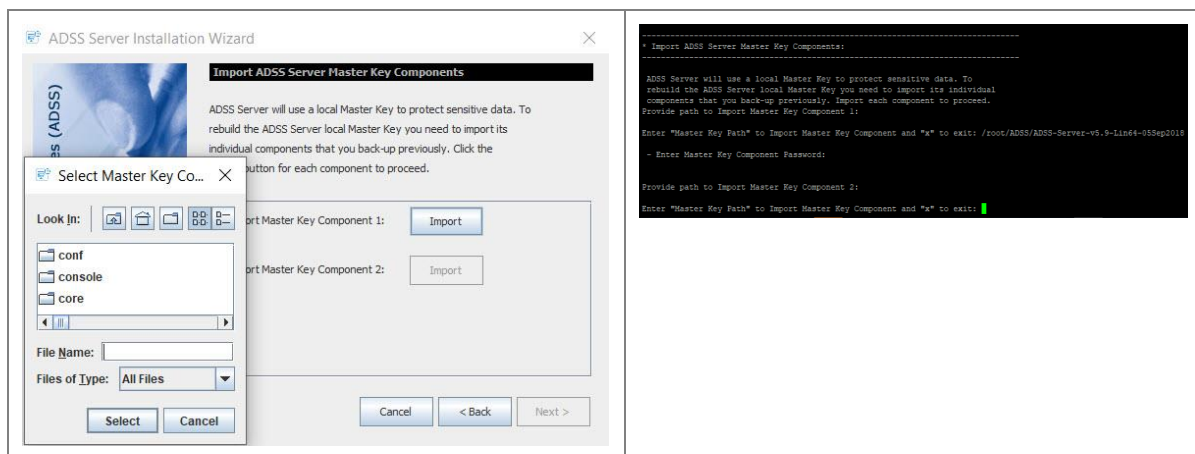 ADSS Server Installation Wizard
es (ADSS)
Import ADSS Server Master Key Components
ADSS Server will use a local Master Key to protect sensitive data. To
rebuild the ADSS Server local Master Key you need to import its
individual components that you back-up previously. Click the
button for each component to proceed.
Select Master Key Co...
Look In:
conf
console
core
File Name:
Files of Type: All Files
Select Cancel
ort Master Key Component 1: Import
ort Master Key Component 2: Import
Cancel < Back Next >
--------------------------------------------------------------------------------
* Import ADSS Server Master Key Components:
--------------------------------------------------------------------------------
ADSS Server will use a local Master Key to protect sensitive data. To
rebuild the ADSS Server local Master Key you need to import its individual
components that you back-up previously. Import each component to proceed.
Provide path to Import Master Key Component 1:
Enter "Master Key Path" to Import Master Key Component and "x" to exit: /root/ADSS/ADSS-Server-v5.9-Lin64-05Sep2018
- Enter Master Key Component Password:
Provide path to Import Master Key Component 2:
Enter "Master Key Path" to Import Master Key Component and "x" to exit: